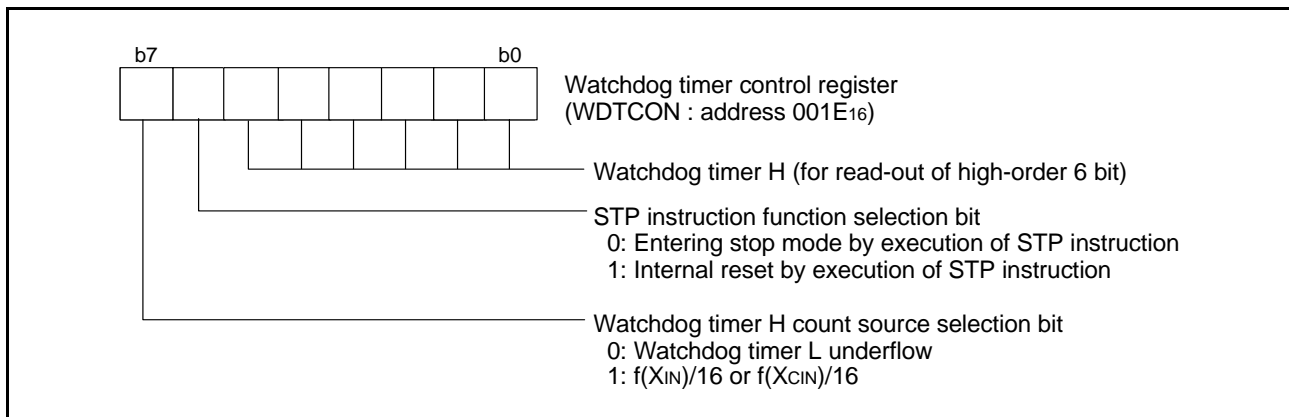 b7 b0
Watchdog timer control register
(WDTCON : address 001E16)
Watchdog timer H (for read-out of high-order 6 bit)
STP instruction function selection bit
0: Entering stop mode by execution of STP instruction
1: Internal reset by execution of STP instruction
Watchdog timer H count source selection bit
0: Watchdog timer L underflow
1: f(XIN)/16 or f(XCIN)/16